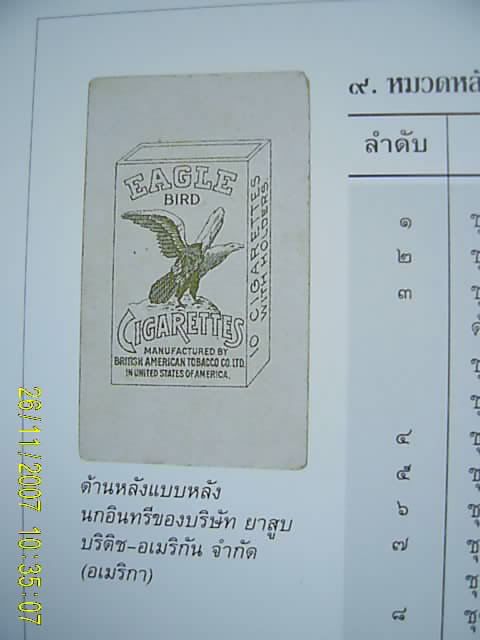 EAGLE
BIRD
CIGARETTES
MANUFACTURED BY
BRITISH AMERICAN TOBACCO CO. LTD.
IN UNITED STATES OF AMERICA.
10 CIGARETTES
WITH HOLDERS.
ด้านหลังแบบหลัง
นกอินทรีของบริษัท ยาสูบ
บริติช-อเมริกัน จำกัด
(อเมริกา)
๙. หมวดหลั
ลำดับ
๑
๒
๓
๔
๕
๖
๗
๘
26/11/2007 10:35:07